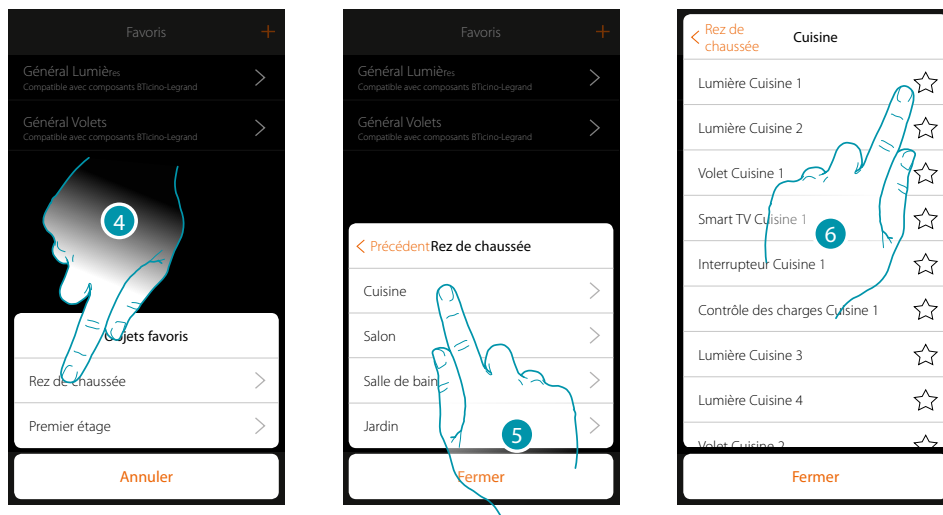 Favoris +
Général Lumières
Compatible avec composants BTicino-Legrand
Général Volets
Compatible avec composants BTicino-Legrand
4
Objets favoris
Rez de chaussée
Premier étage
Annuler
Favoris +
Général Lumières
Compatible avec composants BTicino-Legrand
Général Volets
Compatible avec composants BTicino-Legrand
Précédent Rez de chaussée
Cuisine
Salon
Salle de bain
Jardin
5
Fermer
Rez de
chaussée
Cuisine
Lumière Cuisine 1
Lumière Cuisine 2
Volet Cuisine 1
Smart TV Cuisine 1
6
Interrupteur Cuisine 1
Contrôle des charges Cuisine 1
Lumière Cuisine 3
Lumière Cuisine 4
Volet Cuisine 2
Fermer